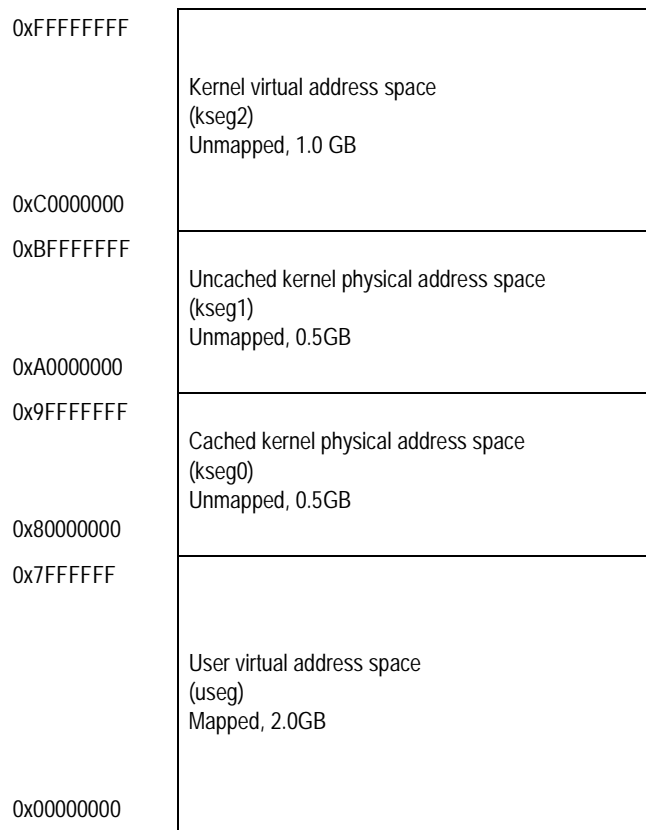 0xFFFFFFFF
Kernel virtual address space
(kseg2)
Unmapped, 1.0 GB
0xC0000000
0xBFFFFFFF
Uncached kernel physical address space
(kseg1)
Unmapped, 0.5GB
0xA0000000
0x9FFFFFFF
Cached kernel physical address space
(kseg0)
Unmapped, 0.5GB
0x80000000
0x7FFFFFF
User virtual address space
(useg)
Mapped, 2.0GB
0x00000000